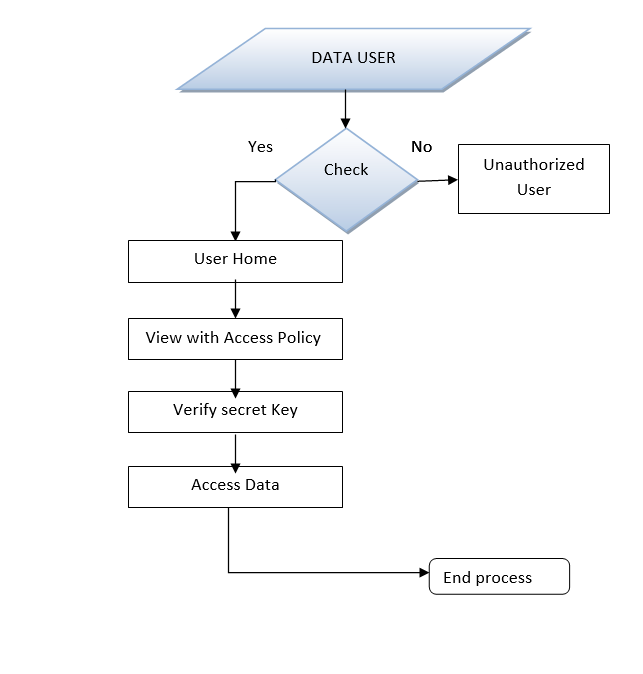 DATA USER
Yes
No
Check
Unauthorized
User
User Home
View with Access Policy
Verify secret Key
Access Data
End process